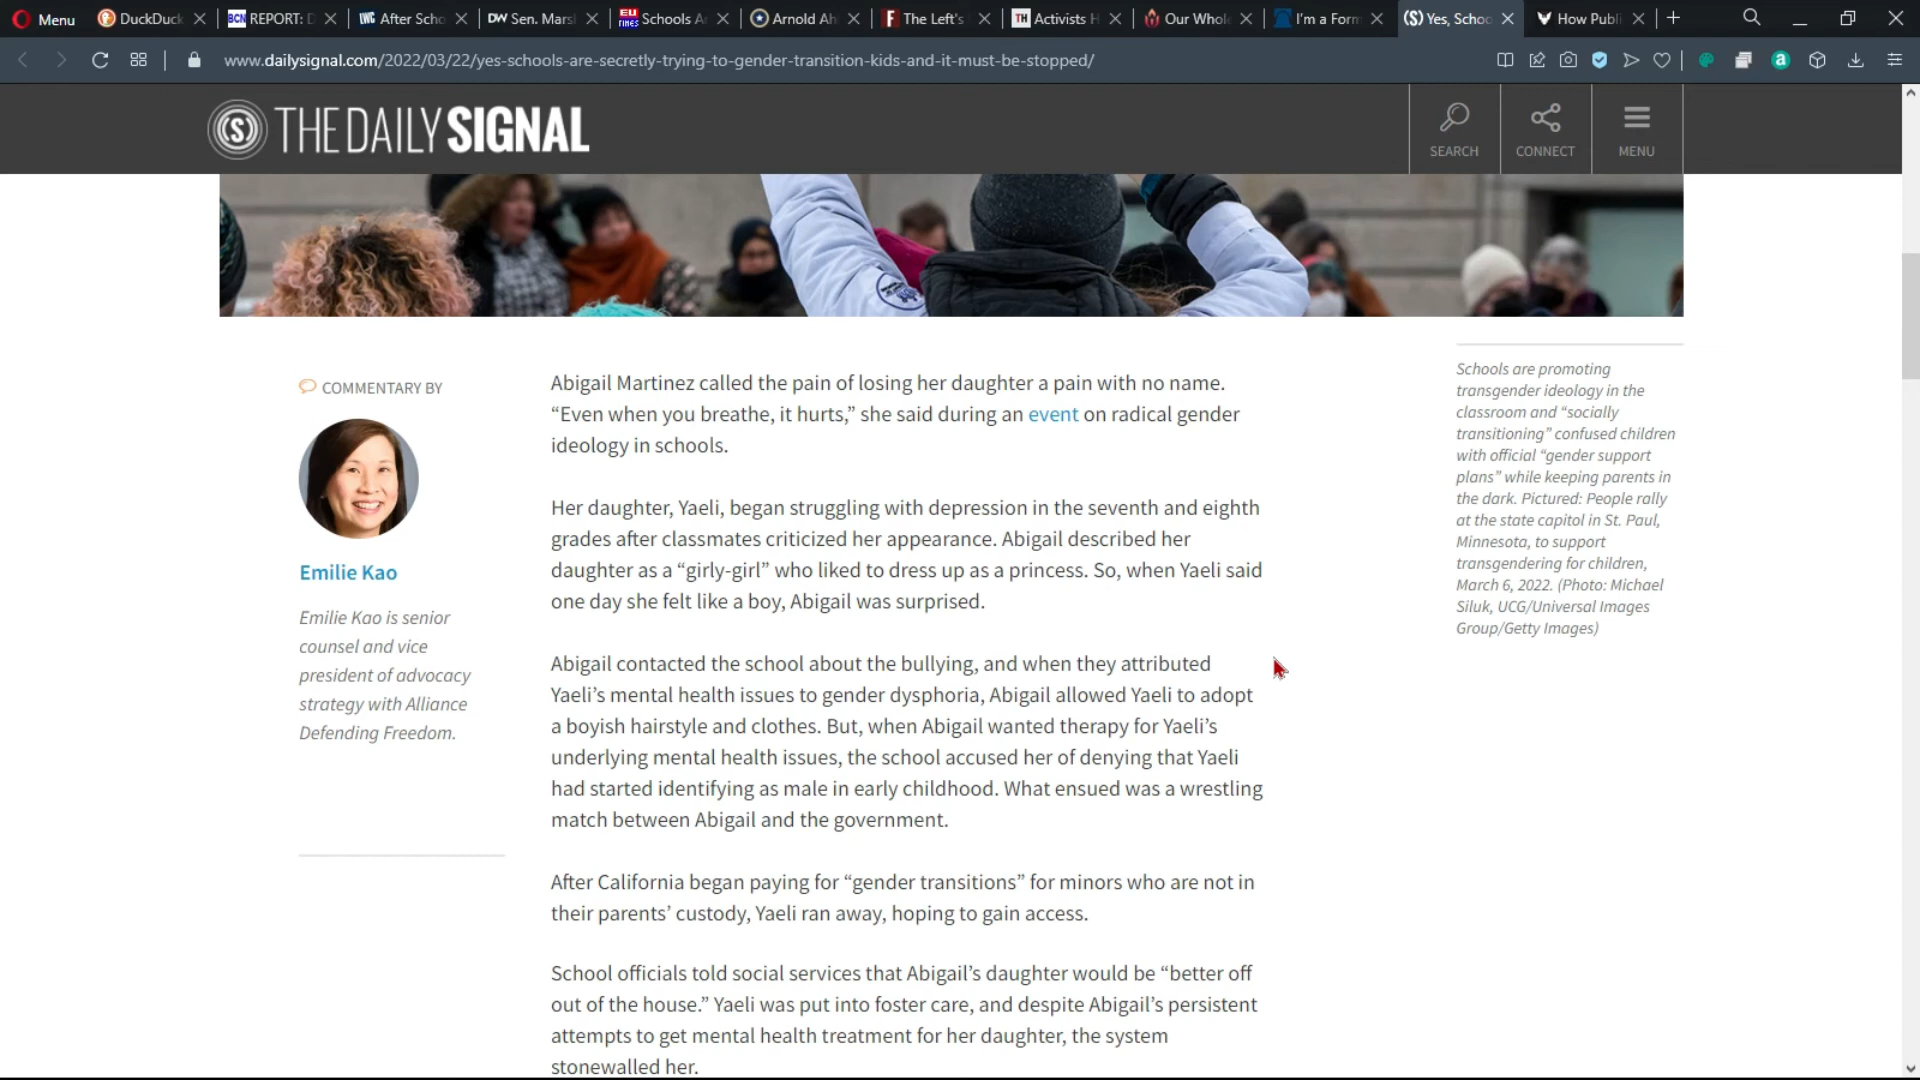 Menu
DuckDuck
BCN REPORT: D
IWC After Scho
DW Sen. Mars
EU TIMES Schools A
Arnold Ah
F The Left's
TH Activists H
Our Whol
I'm a Form
(S) Yes, Schoo
How Publi
www.dailysignal.com/2022/03/22/yes-schools-are-secretly-trying-to-gender-transition-kids-and-it-must-be-stopped/
(S) THE DAILY SIGNAL
SEARCH
CONNECT
MENU
COMMENTARY BY
Emilie Kao
Emilie Kao is senior
counsel and vice
president of advocacy
strategy with Alliance
Defending Freedom.
Abigail Martinez called the pain of losing her daughter a pain with no name.
“Even when you breathe, it hurts,” she said during an event on radical gender
ideology in schools.
Her daughter, Yaeli, began struggling with depression in the seventh and eighth
grades after classmates criticized her appearance. Abigail described her
daughter as a “girly-girl” who liked to dress up as a princess. So, when Yaeli said
one day she felt like a boy, Abigail was surprised.
Abigail contacted the school about the bullying, and when they attributed
Yaeli’s mental health issues to gender dysphoria, Abigail allowed Yaeli to adopt
a boyish hairstyle and clothes. But, when Abigail wanted therapy for Yaeli’s
underlying mental health issues, the school accused her of denying that Yaeli
had started identifying as male in early childhood. What ensued was a wrestling
match between Abigail and the government.
After California began paying for “gender transitions” for minors who are not in
their parents’ custody, Yaeli ran away, hoping to gain access.
School officials told social services that Abigail’s daughter would be “better off
out of the house.” Yaeli was put into foster care, and despite Abigail’s persistent
attempts to get mental health treatment for her daughter, the system
stonewalled her.
Schools are promoting
transgender ideology in the
classroom and “socially
transitioning” confused children
with official “gender support
plans” while keeping parents in
the dark. Pictured: People rally
at the state capitol in St. Paul,
Minnesota, to support
transgendering for children,
March 6, 2022. (Photo: Michael
Siluk, UCG/Universal Images
Group/Getty Images)